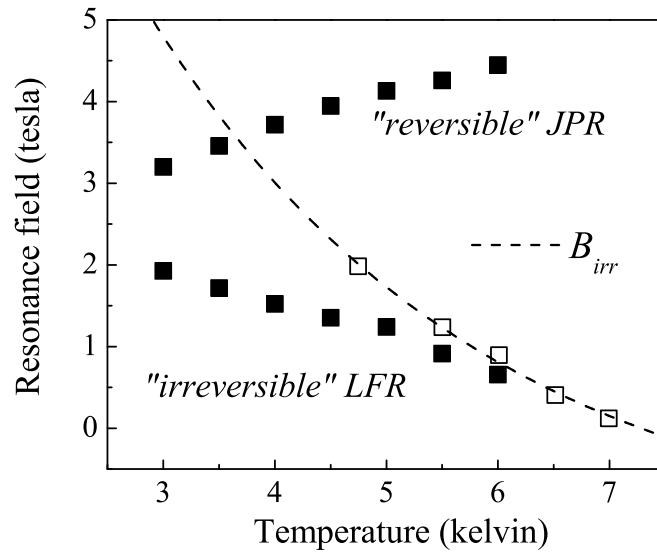 5
4
3
2
1
0
Resonance field (tesla)
"reversible" JPR
B_irr
"irreversible" LFR
3 4 5 6 7
Temperature (kelvin)